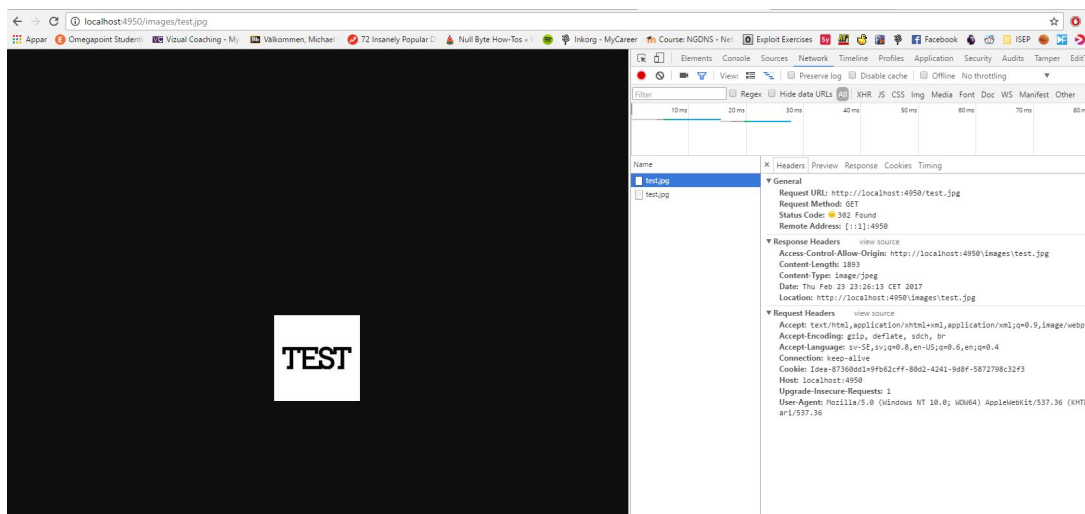 localhost:4950/images/test.jpg
Appar Omegapoint Studenti Vizual Coaching - My Välkommen, Michael 72 Insanely Popular D Null Byte How-Tos « Inkorg - MyCareer Course: NGDNS - Net Exploit Exercises Sy Facebook ISEP
Elements Console Sources Network Timeline Profiles Application Security Audits Tamper EditT
View: Preserve log Disable cache Offline No throttling
Filter Regex Hide data URLs All XHR JS CSS Img Media Font Doc WS Manifest Other
10 ms 20 ms 30 ms 40 ms 50 ms 60 ms 70 ms 80 m
Name × Headers Preview Response Cookies Timing
test.jpg
test.jpg
General
Request URL: http://localhost:4950/test.jpg
Request Method: GET
Status Code: 302 Found
Remote Address: [::1]:4950
Response Headers view source
Access-Control-Allow-Origin: http://localhost:4950\images\test.jpg
Content-Length: 1893
Content-Type: image/jpeg
Date: Thu Feb 23 23:26:13 CET 2017
Location: http://localhost:4950\images\test.jpg
Request Headers view source
Accept: text/html,application/xhtml+xml,application/xml;q=0.9,image/webp
Accept-Encoding: gzip, deflate, sdch, br
Accept-Language: sv-SE,sv;q=0.8,en-US;q=0.6,en;q=0.4
Connection: keep-alive
Cookie: Idea-87360dd1=9fb62cff-80d2-4241-9d8f-5872798c32f3
Host: localhost:4950
Upgrade-Insecure-Requests: 1
User-Agent: Mozilla/5.0 (Windows NT 10.0; WOW64) AppleWebKit/537.36 (KHT
ari/537.36
TEST